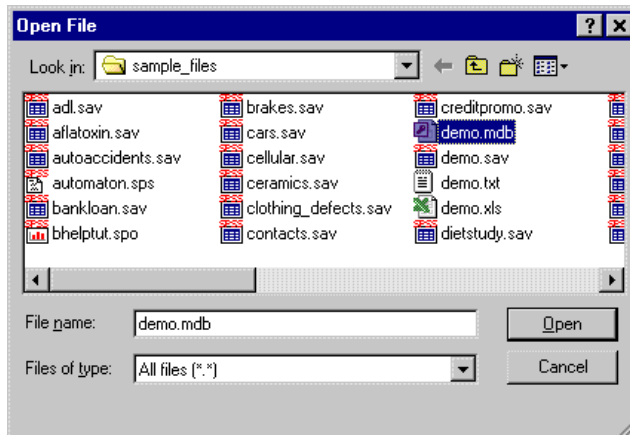 Open File
Look in: sample_files
adl.sav brakes.sav creditpromo.sav
aflatoxin.sav cars.sav demo.mdb
autoaccidents.sav cellular.sav demo.sav
automaton.sps ceramics.sav demo.txt
bankloan.sav clothing_defects.sav demo.xls
bhelptut.spo contacts.sav dietstudy.sav
File name: demo.mdb Open
Files of type: All files (*.*) Cancel